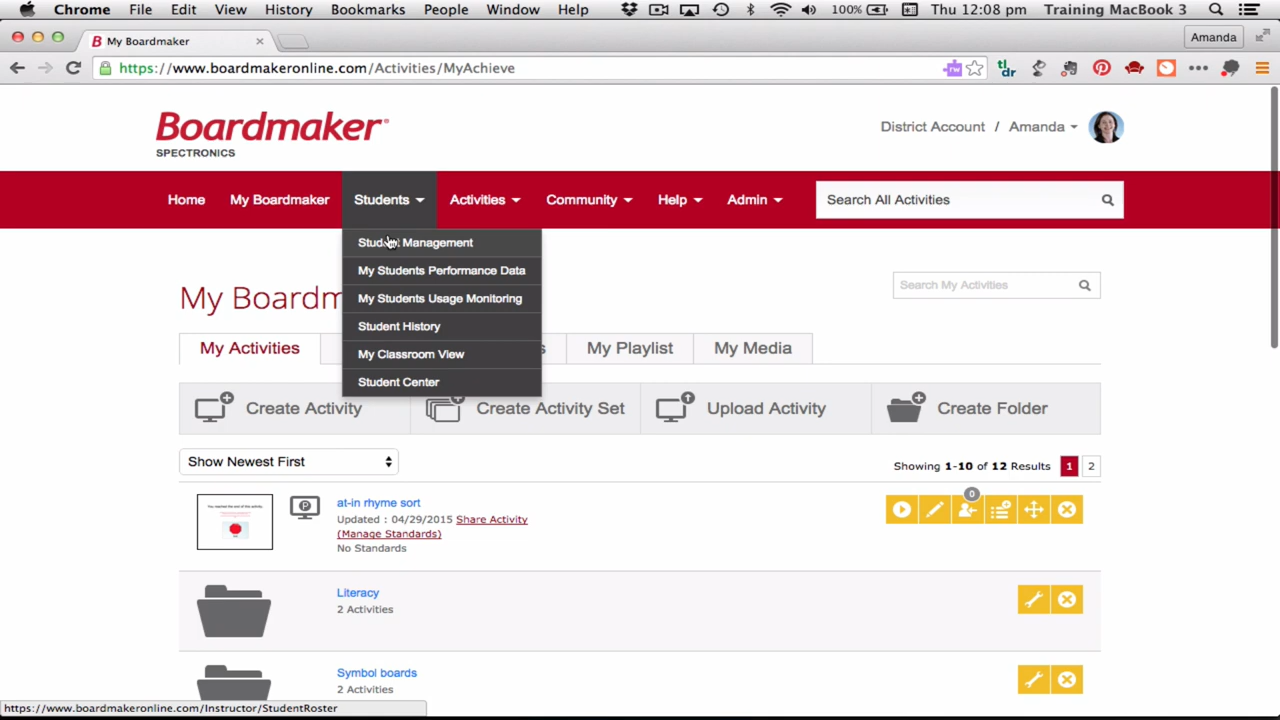 Chrome File Edit View History Bookmarks People Window Help 100% Thu 12:08 pm Training MacBook 3
My Boardmaker Amanda
https://www.boardmakeronline.com/Activities/MyAchieve
tl;dr
Boardmaker®
SPECTRONICS
District Account / Amanda
Home My Boardmaker Students Activities Community Help Admin Search All Activities
Student Management
My Students Performance Data
My Students Usage Monitoring
Student History
My Classroom View
Student Center
My Boardm
Search My Activities
My Activities s My Playlist My Media
Create Activity Create Activity Set Upload Activity Create Folder
Show Newest First Showing 1-10 of 12 Results 1 2
at-in rhyme sort
Updated : 04/29/2015 Share Activity
(Manage Standards)
No Standards
0
Literacy
2 Activities
Symbol boards
2 Activities
https://www.boardmakeronline.com/Instructor/StudentRoster